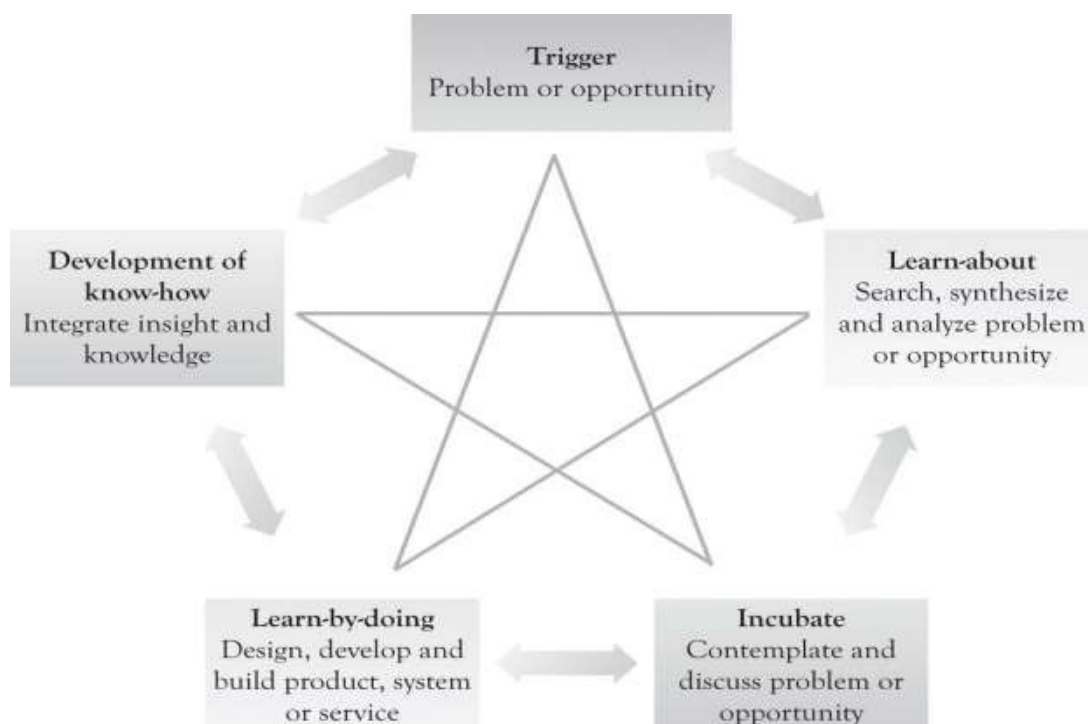 Trigger
Problem or opportunity
Development of
know-how
Integrate insight and
knowledge
Learn-about
Search, synthesize
and analyze problem
or opportunity
Learn-by-doing
Design, develop and
build product, system
or service
Incubate
Contemplate and
discuss problem or
opportunity